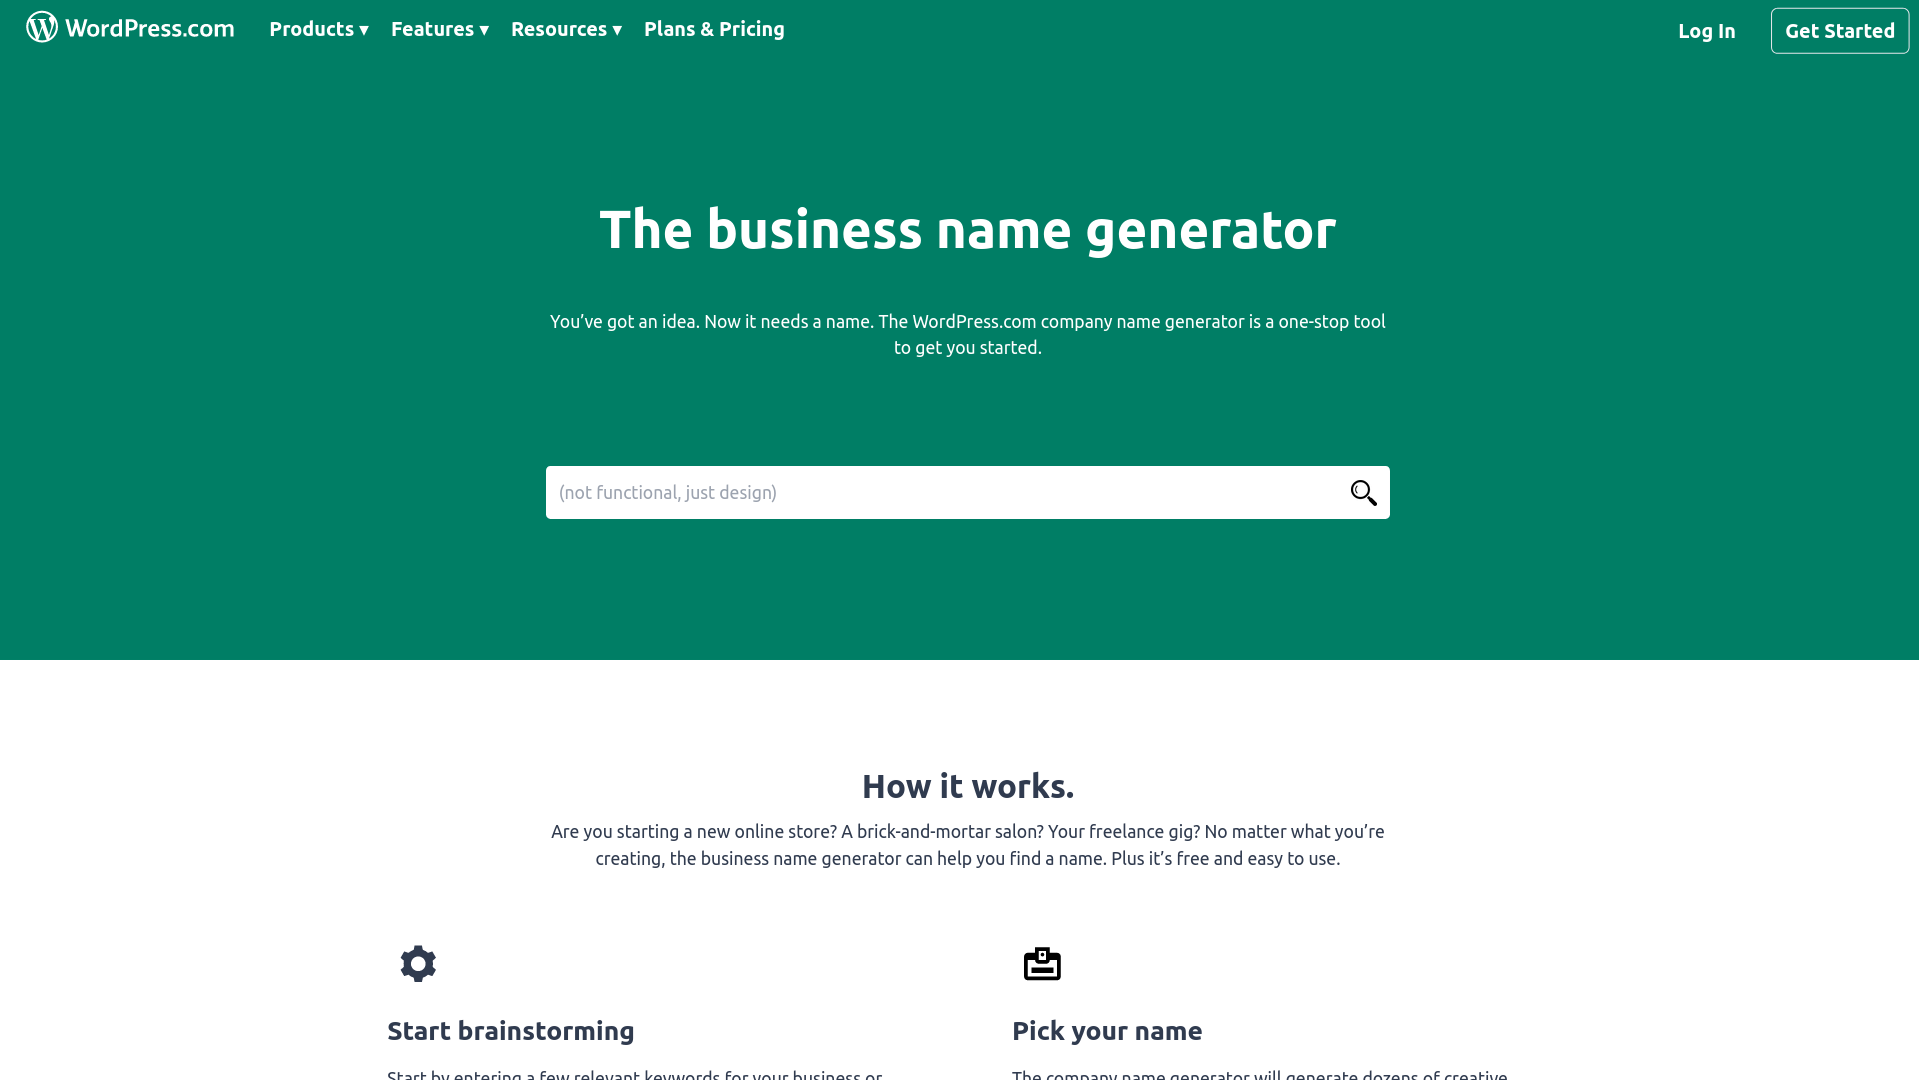 WordPress.com Products ▾ Features ▾ Resources ▾ Plans & Pricing Log In Get Started
The business name generator
You’ve got an idea. Now it needs a name. The WordPress.com company name generator is a one-stop tool
to get you started.
(not functional, just design)
How it works.
Are you starting a new online store? A brick-and-mortar salon? Your freelance gig? No matter what you’re
creating, the business name generator can help you find a name. Plus it’s free and easy to use.
Start brainstorming
Start by entering a few relevant keywords for your business or
Pick your name
The company name generator will generate dozens of creative